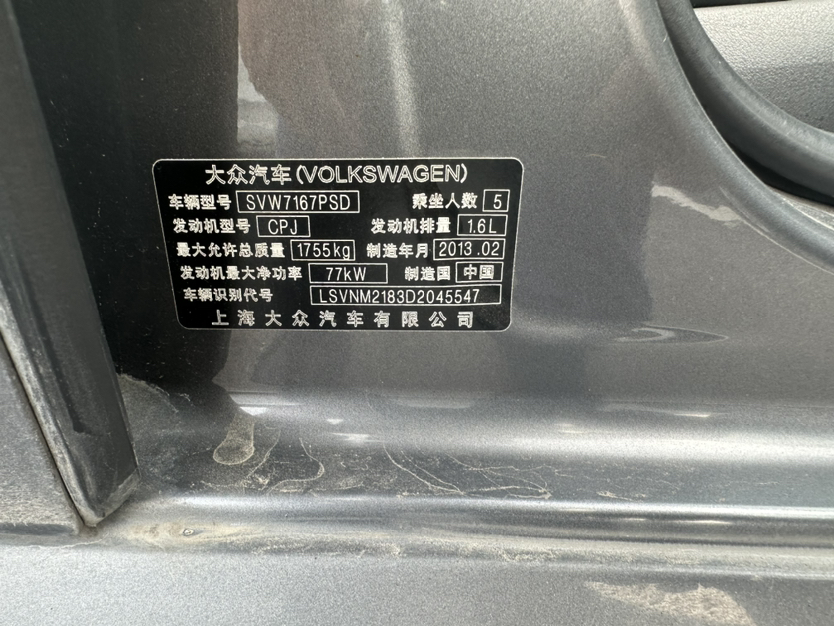 大众汽车(VOLKSWAGEN)
车辆型号 SVW7167PSD 乘坐人数 5
发动机型号 CPJ 发动机排量 1.6L
最大允许总质量 1755kg 制造年月 2013.02
发动机最大净功率 77kW 制造国 中国
车辆识别代号 LSVNM2183D2045547
上海大众汽车有限公司